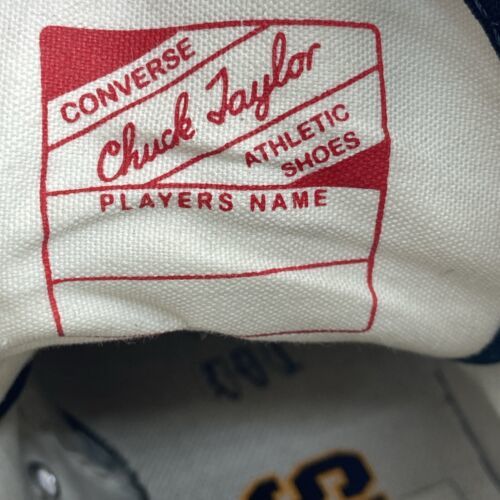 CONVERSE
Chuck Taylor
ATHLETIC
SHOES
PLAYERS NAME